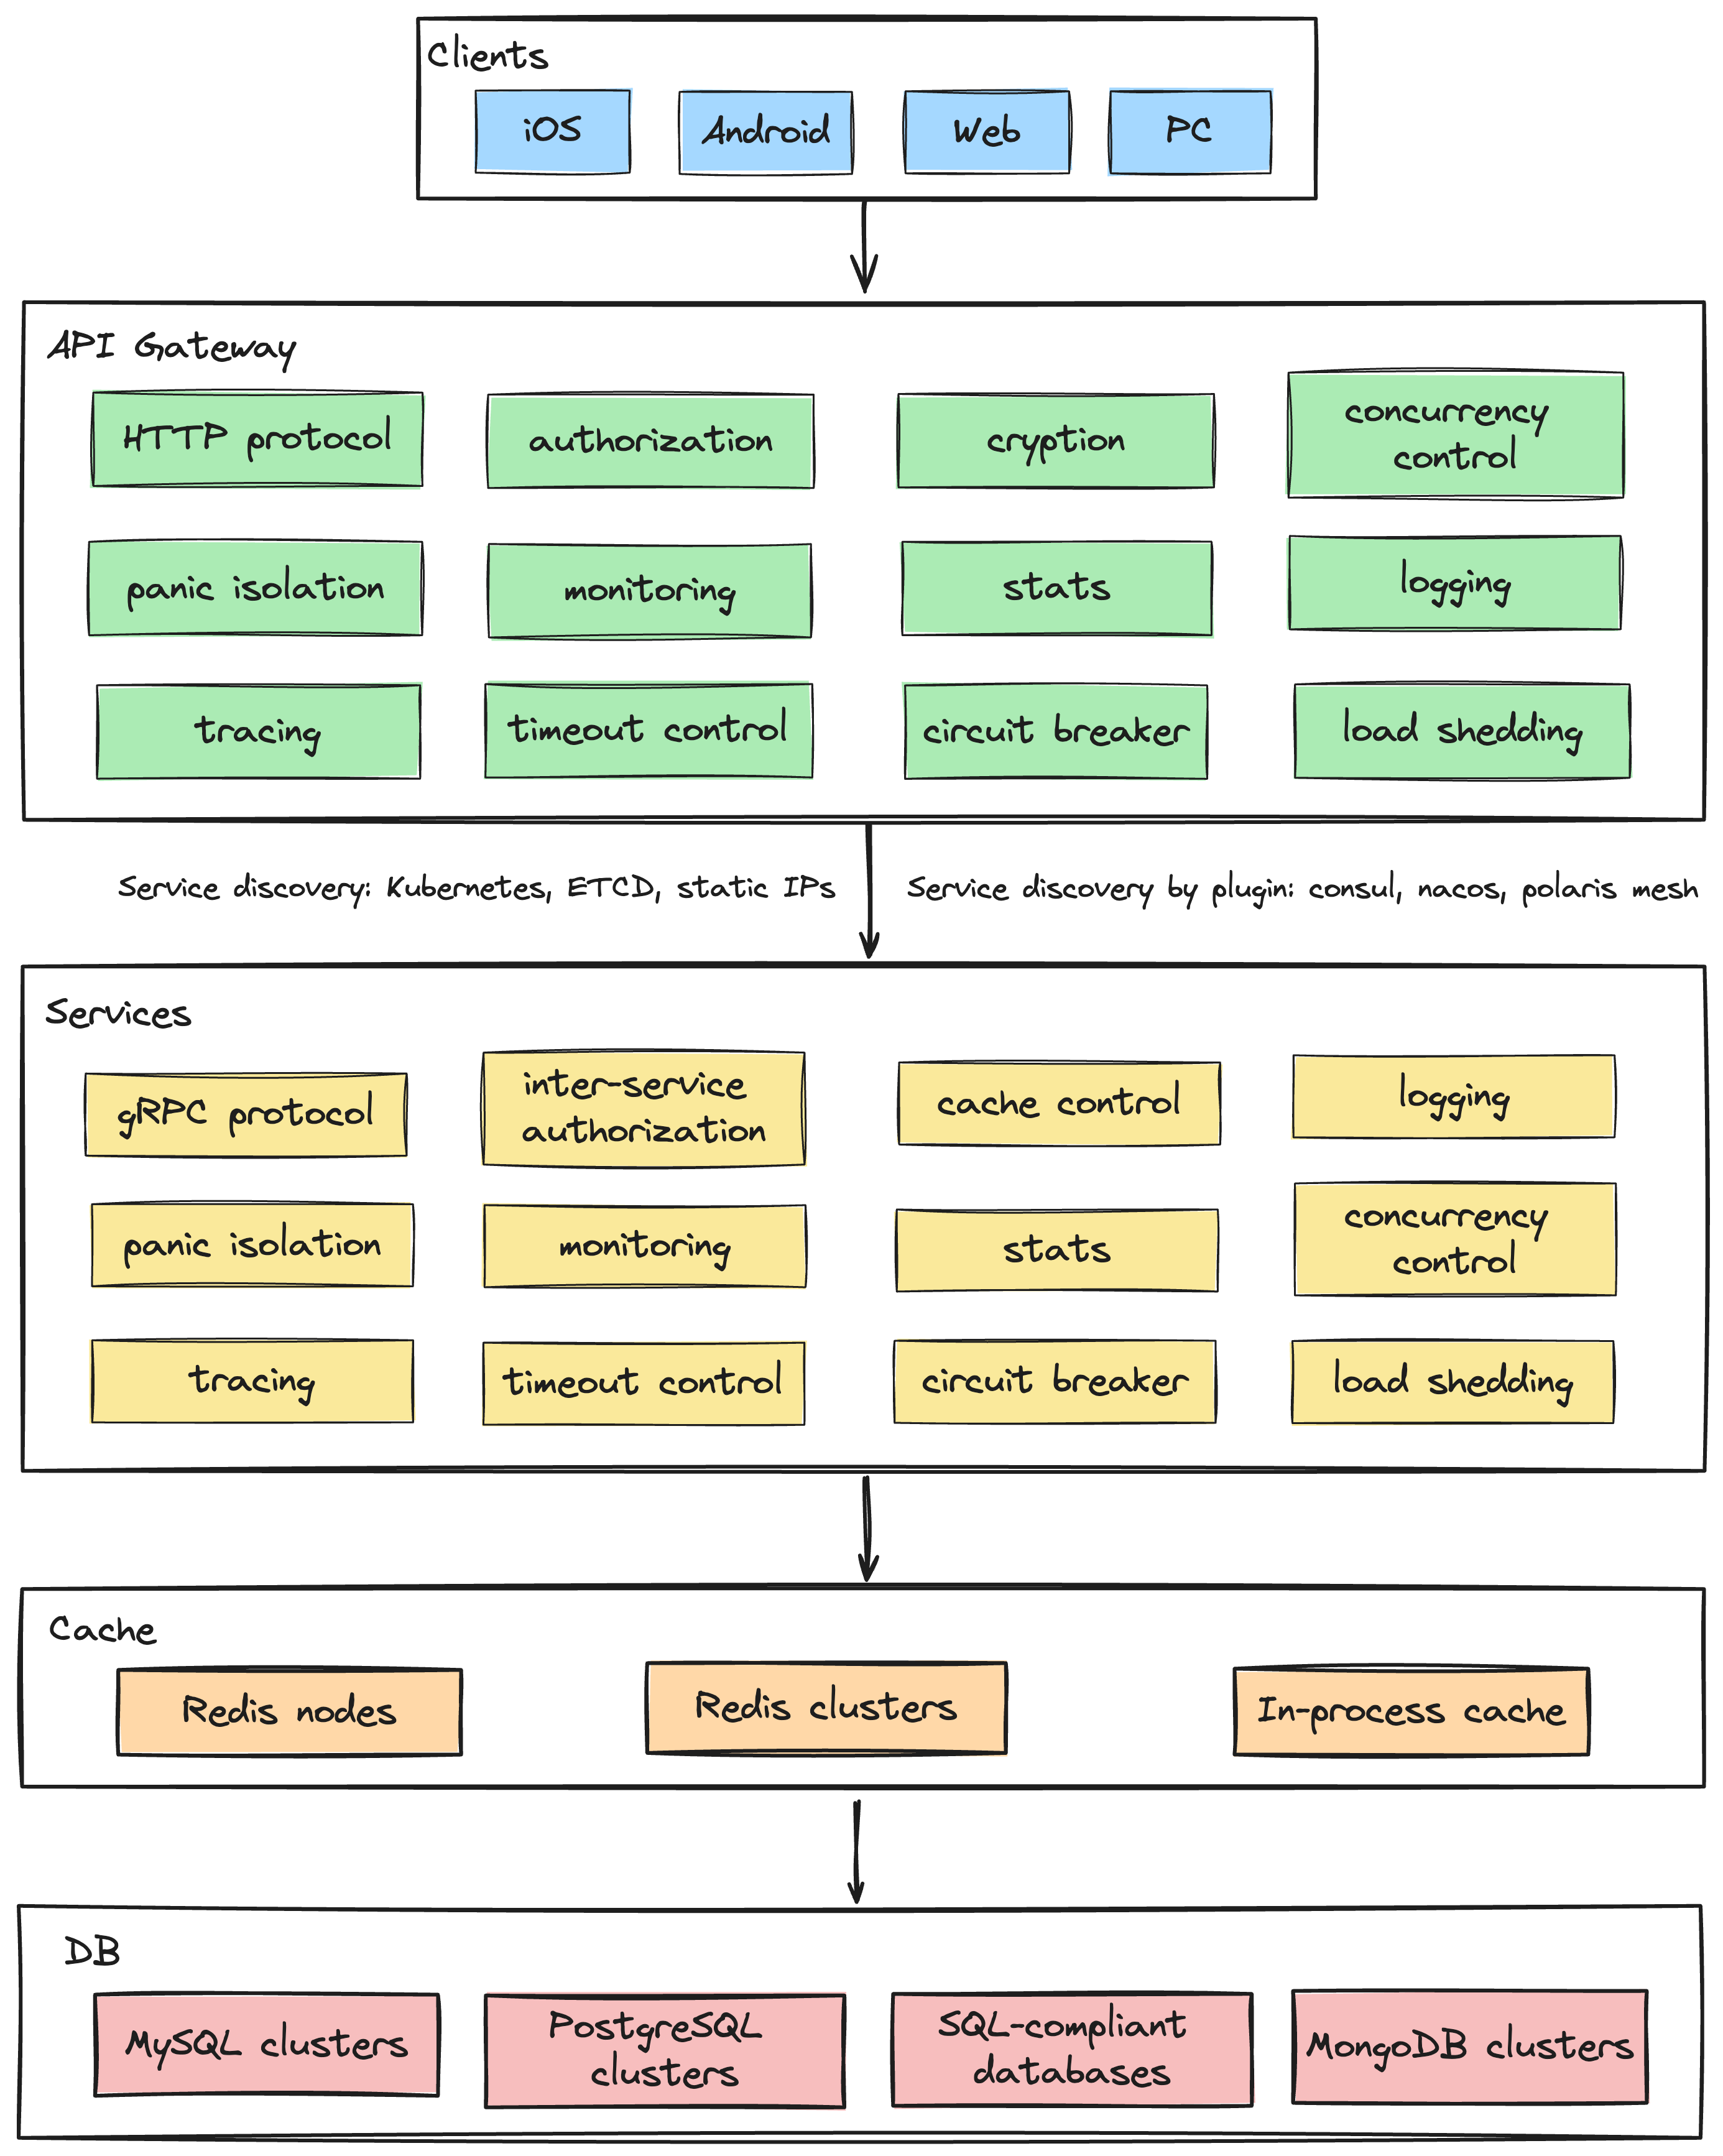 Clients
iOS
Android
Web
PC
API Gateway
HTTP protocol
authorization
cryption
concurrency
control
panic isolation
monitoring
stats
logging
tracing
timeout control
circuit breaker
load shedding
Service discovery: Kubernetes, ETCD, static IPs
Service discovery by plugin: consul, nacos, polaris mesh
Services
gRPC protocol
inter-service
authorization
cache control
logging
panic isolation
monitoring
stats
concurrency
control
tracing
timeout control
circuit breaker
load shedding
Cache
Redis nodes
Redis clusters
In-process cache
DB
MySQL clusters
PostgreSQL
clusters
SQL-compliant
databases
MongoDB clusters